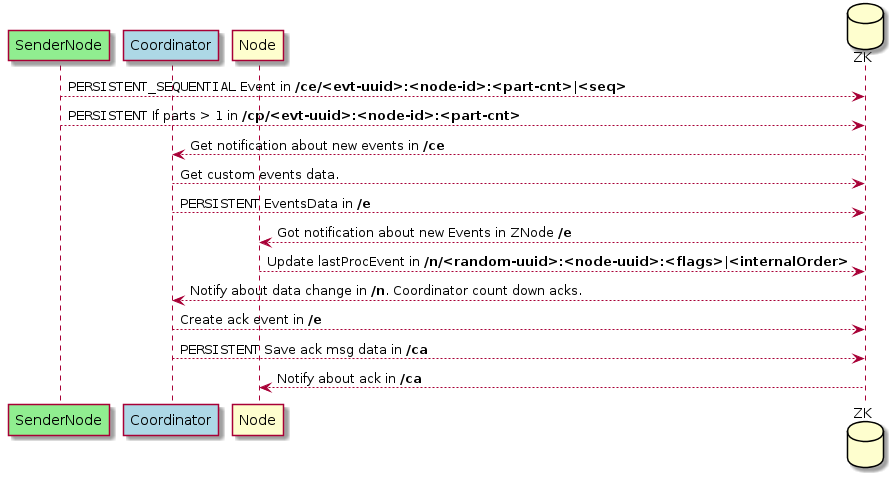 ZK
SenderNode Coordinator Node
PERSISTENT_SEQUENTIAL Event in /ce/<evt-uuid>:<node-id>:<part-cnt>|<seq>
PERSISTENT If parts > 1 in /cp/<evt-uuid>:<node-id>:<part-cnt>
Get notification about new events in /ce
Get custom events data.
PERSISTENT EventsData in /e
Got notification about new Events in ZNode /e
Update lastProcEvent in /n/<random-uuid>:<node-uuid>:<flags>|<internalOrder>
Notify about data change in /n. Coordinator count down acks.
Create ack event in /e
PERSISTENT Save ack msg data in /ca
Notify about ack in /ca
SenderNode Coordinator Node
ZK